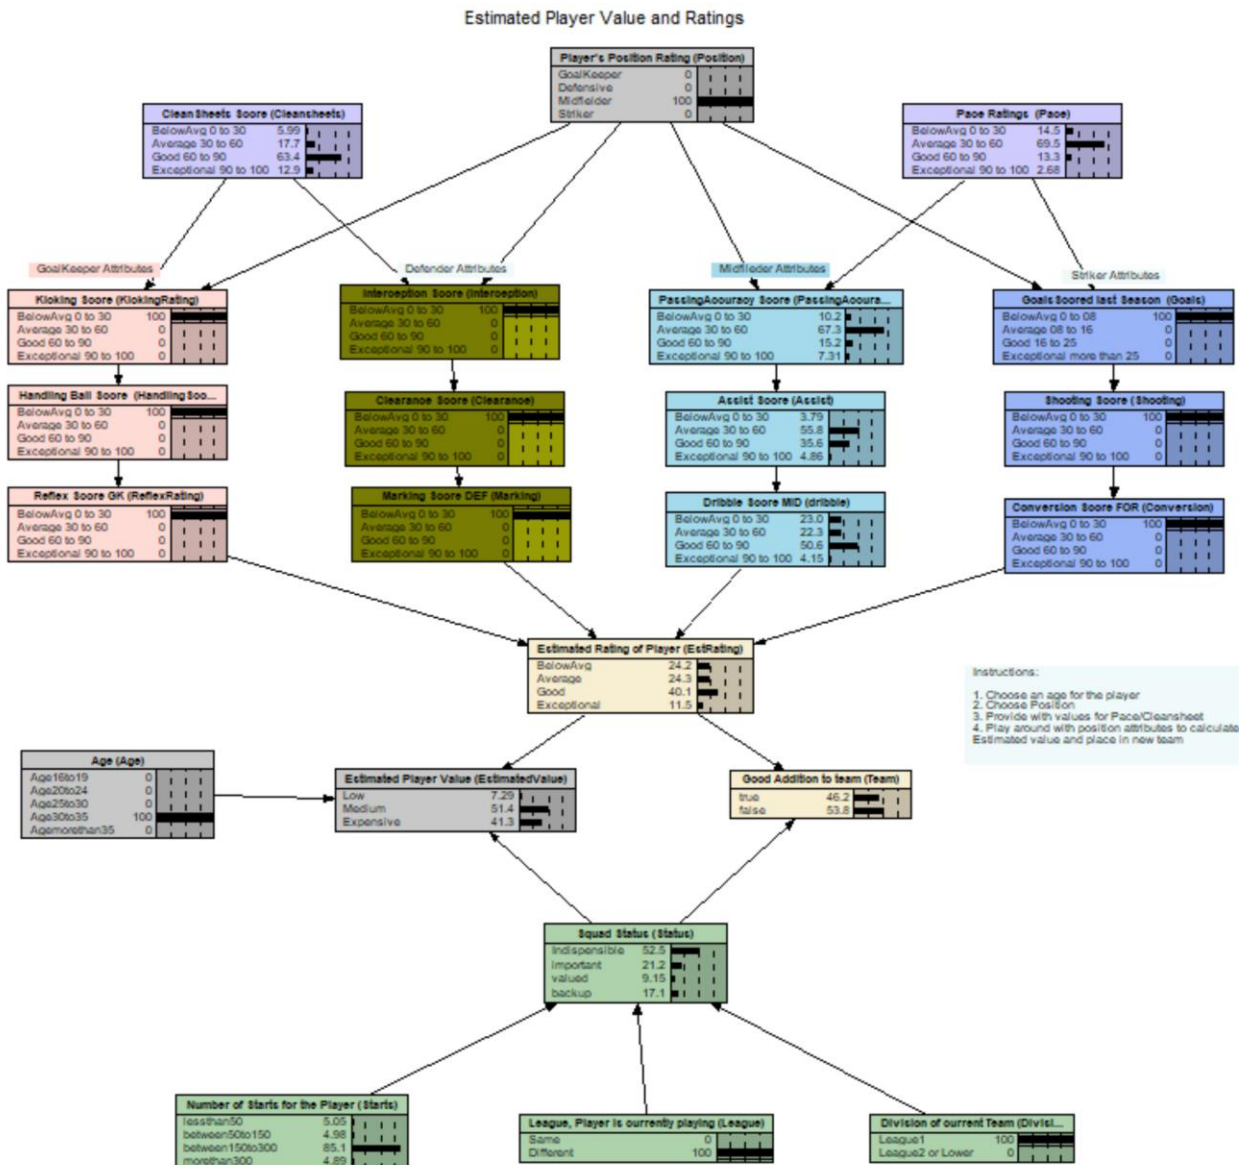 Estimated Player Value and Ratings
Player's Position Rating (Position)
GoalKeeper 0
Defensive 0
Midfielder 100
Striker 0
CleanSheets Score (Cleansheets)
BelowAvg 0 to 30 5.99
Average 30 to 60 17.7
Good 60 to 90 63.4
Exceptional 90 to 100 12.9
Pace Ratings (Pace)
BelowAvg 0 to 30 14.5
Average 30 to 60 69.5
Good 60 to 90 13.3
Exceptional 90 to 100 2.68
GoalKeeper Attributes
Defender Attributes
Midfileder Attributes
Striker Attributes
Kicking Score (KickingRating)
BelowAvg 0 to 30 100
Average 30 to 60 0
Good 60 to 90 0
Exceptional 90 to 100 0
Interception Score (Interception)
BelowAvg 0 to 30 100
Average 30 to 60 0
Good 60 to 90 0
Exceptional 90 to 100 0
PassingAccuracy Score (PassingAccura...
BelowAvg 0 to 30 10.2
Average 30 to 60 67.3
Good 60 to 90 15.2
Exceptional 90 to 100 7.31
Goals Scored last Season (Goals)
BelowAvg 0 to 08 100
Average 08 to 16 0
Good 16 to 25 0
Exceptional more than 25 0
Handling Ball Score (HandlingSco...
BelowAvg 0 to 30 100
Average 30 to 60 0
Good 60 to 90 0
Exceptional 90 to 100 0
Clearance Score (Clearance)
BelowAvg 0 to 30 100
Average 30 to 60 0
Good 60 to 90 0
Exceptional 90 to 100 0
Assist Score (Assist)
BelowAvg 0 to 30 3.79
Average 30 to 60 55.8
Good 60 to 90 35.6
Exceptional 90 to 100 4.86
Shooting Score (Shooting)
BelowAvg 0 to 30 100
Average 30 to 60 0
Good 60 to 90 0
Exceptional 90 to 100 0
Reflex Score GK (ReflexRating)
BelowAvg 0 to 30 100
Average 30 to 60 0
Good 60 to 90 0
Exceptional 90 to 100 0
Marking Score DEF (Marking)
BelowAvg 0 to 30 100
Average 30 to 60 0
Good 60 to 90 0
Exceptional 90 to 100 0
Dribble Score MID (dribble)
BelowAvg 0 to 30 23.0
Average 30 to 60 22.3
Good 60 to 90 50.6
Exceptional 90 to 100 4.15
Conversion Score FOR (Conversion)
BelowAvg 0 to 30 100
Average 30 to 60 0
Good 60 to 90 0
Exceptional 90 to 100 0
Estimated Rating of Player (EstRating)
BelowAvg 24.2
Average 24.3
Good 40.1
Exceptional 11.5
Instructions:
1. Choose an age for the player
2. Choose Position
3. Provide with values for Pace/Cleansheet
4. Play around with position attributes to calculate
Estimated value and place in new team
Age (Age)
Age16to19 0
Age20to24 0
Age25to30 0
Age30to35 100
Agemorethan35 0
Estimated Player Value (EstimatedValue)
Low 7.29
Medium 51.4
Expensive 41.3
Good Addition to team (Team)
true 46.2
false 53.8
Squad Status (Status)
Indispensible 52.5
important 21.2
valued 9.15
backup 17.1
Number of Starts for the Player (Starts)
lessthan50 5.05
between50to150 4.98
between150to300 85.1
morethan300 4.89
League, Player is currently playing (League)
Same 0
Different 100
Division of current Team (Divisi...
League1 100
League2 or Lower 0